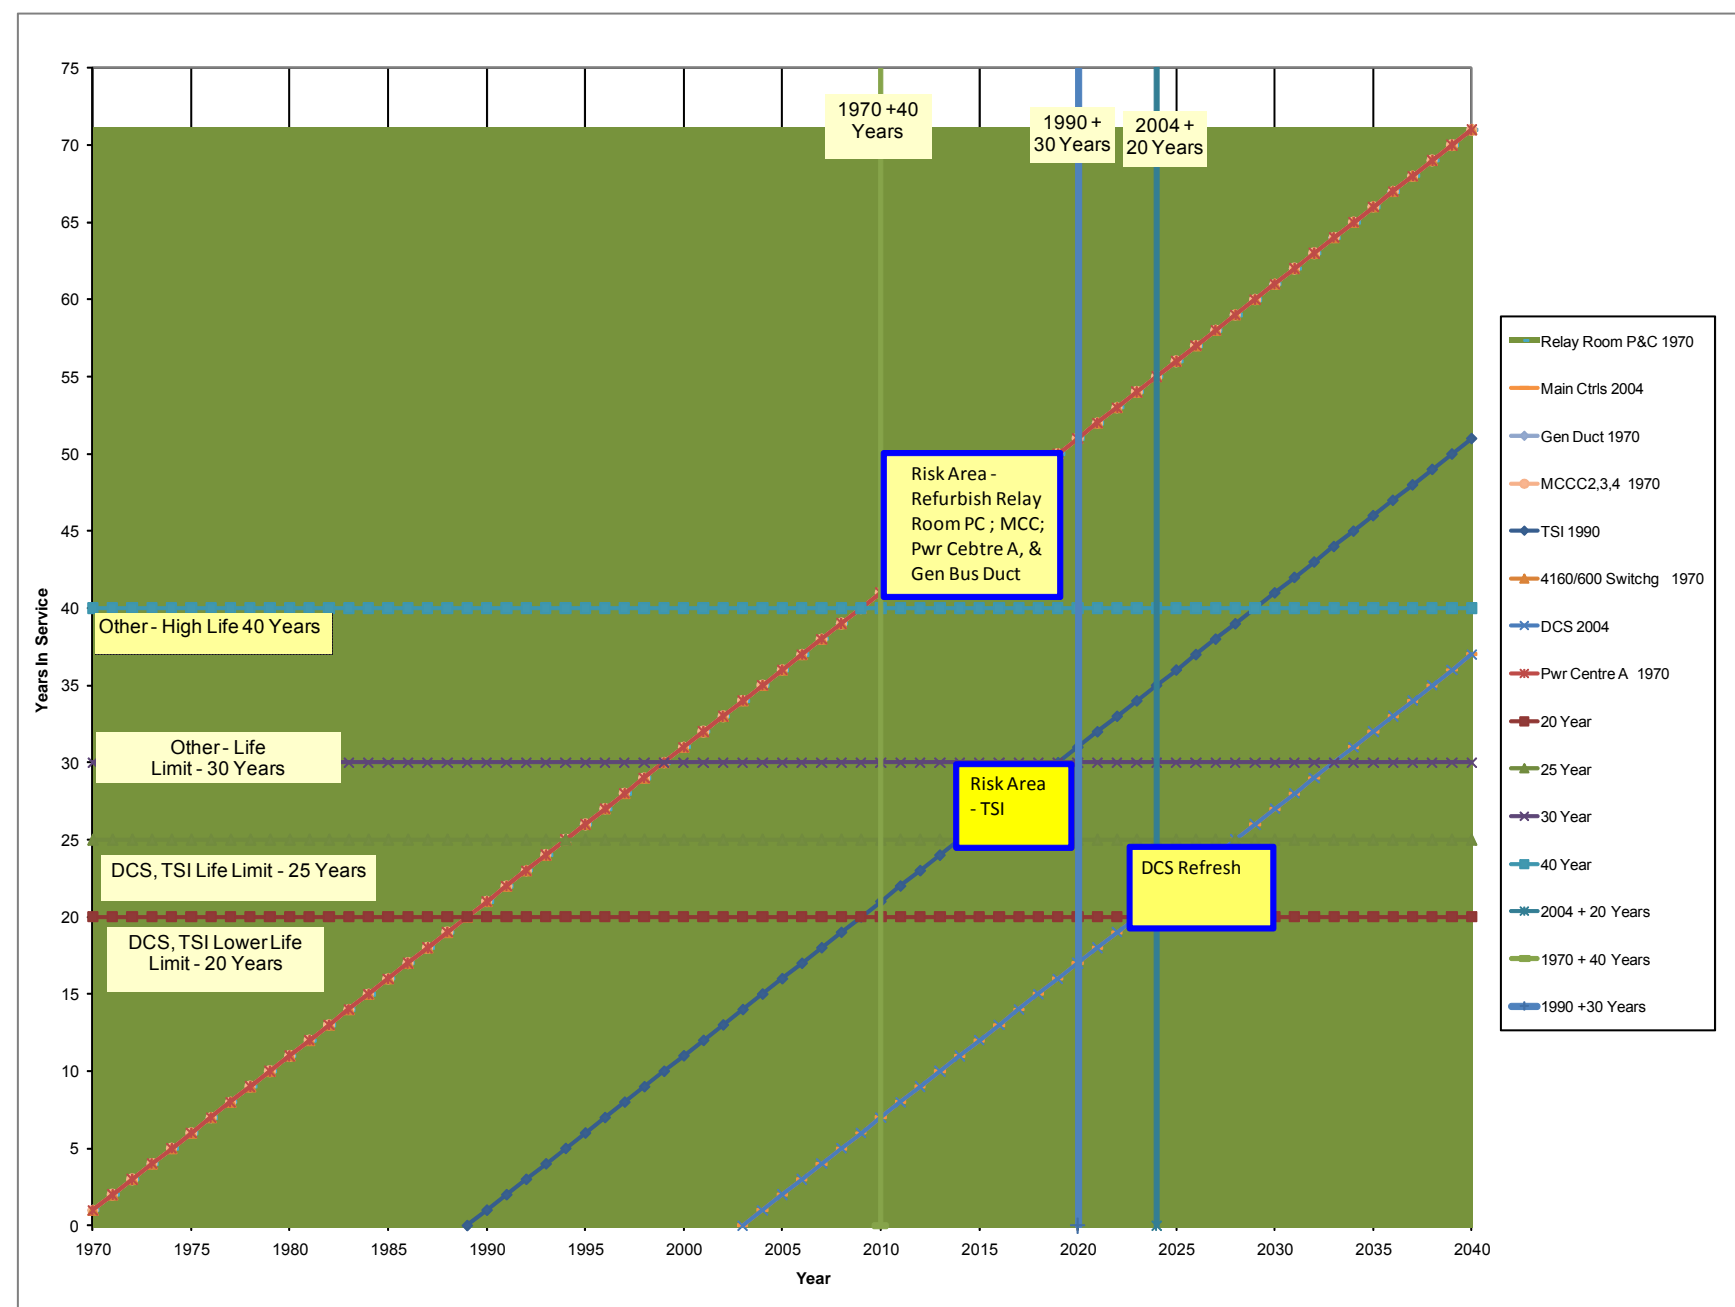 75
70
65
60
55
50
45
40
35
30
25
20
15
10
5
0
Years In Service
1970 +40
Years
1990 +
30 Years
2004 +
20 Years
Risk Area -
Refurbish Relay
Room PC ; MCC;
Pwr Cebtre A, &
Gen Bus Duct
Other - High Life 40 Years
Other - Life
Limit - 30 Years
Risk Area
- TSI
DCS, TSI Life Limit - 25 Years
DCS Refresh
DCS, TSI Lower Life
Limit - 20 Years
1970 1975 1980 1985 1990 1995 2000 2005 2010 2015 2020 2025 2030 2035 2040
Year
Relay Room P&C 1970
Main Ctrls 2004
Gen Duct 1970
MCCC2,3,4 1970
TSI 1990
4160/600 Switchg 1970
DCS 2004
Pwr Centre A 1970
20 Year
25 Year
30 Year
40 Year
2004 + 20 Years
1970 + 40 Years
1990 +30 Years